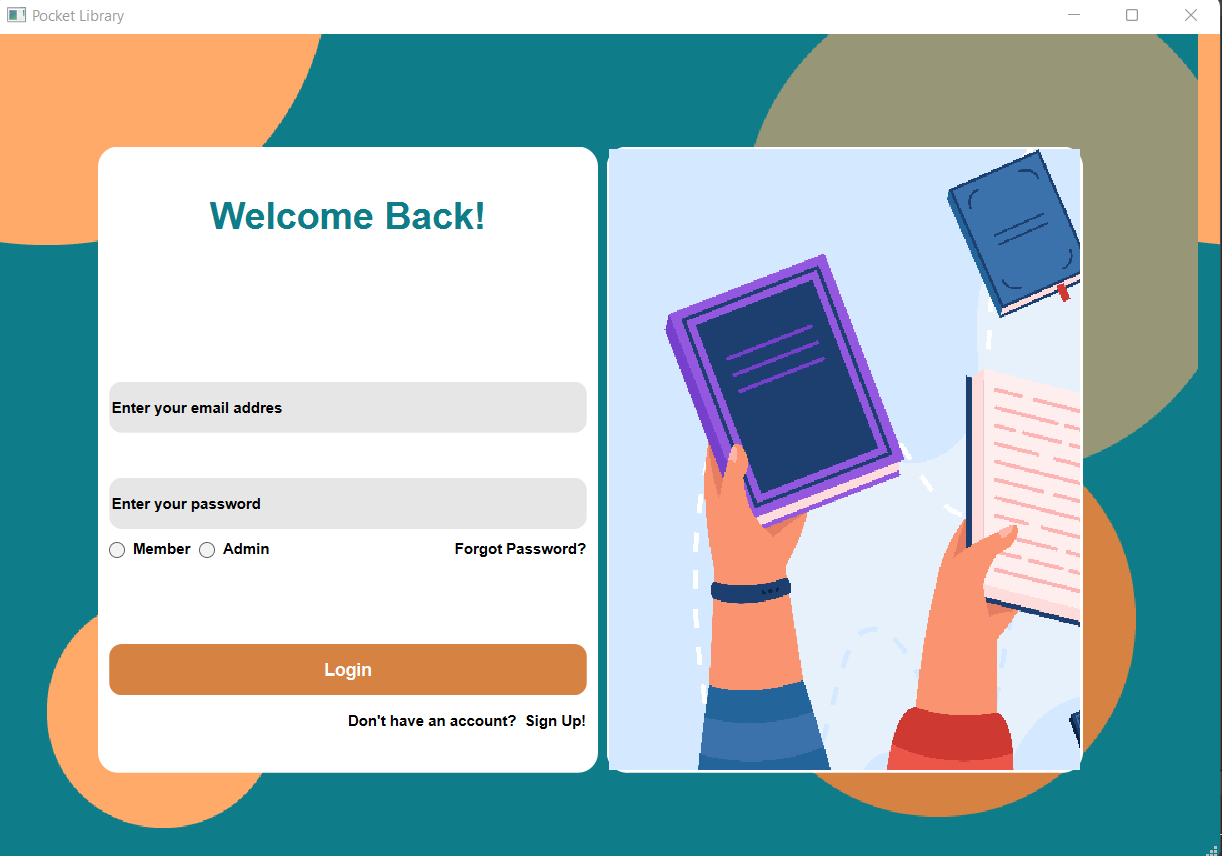 Pocket Library
Welcome Back!
Enter your email addres
Enter your password
Member Admin Forgot Password?
Login
Don't have an account? Sign Up!